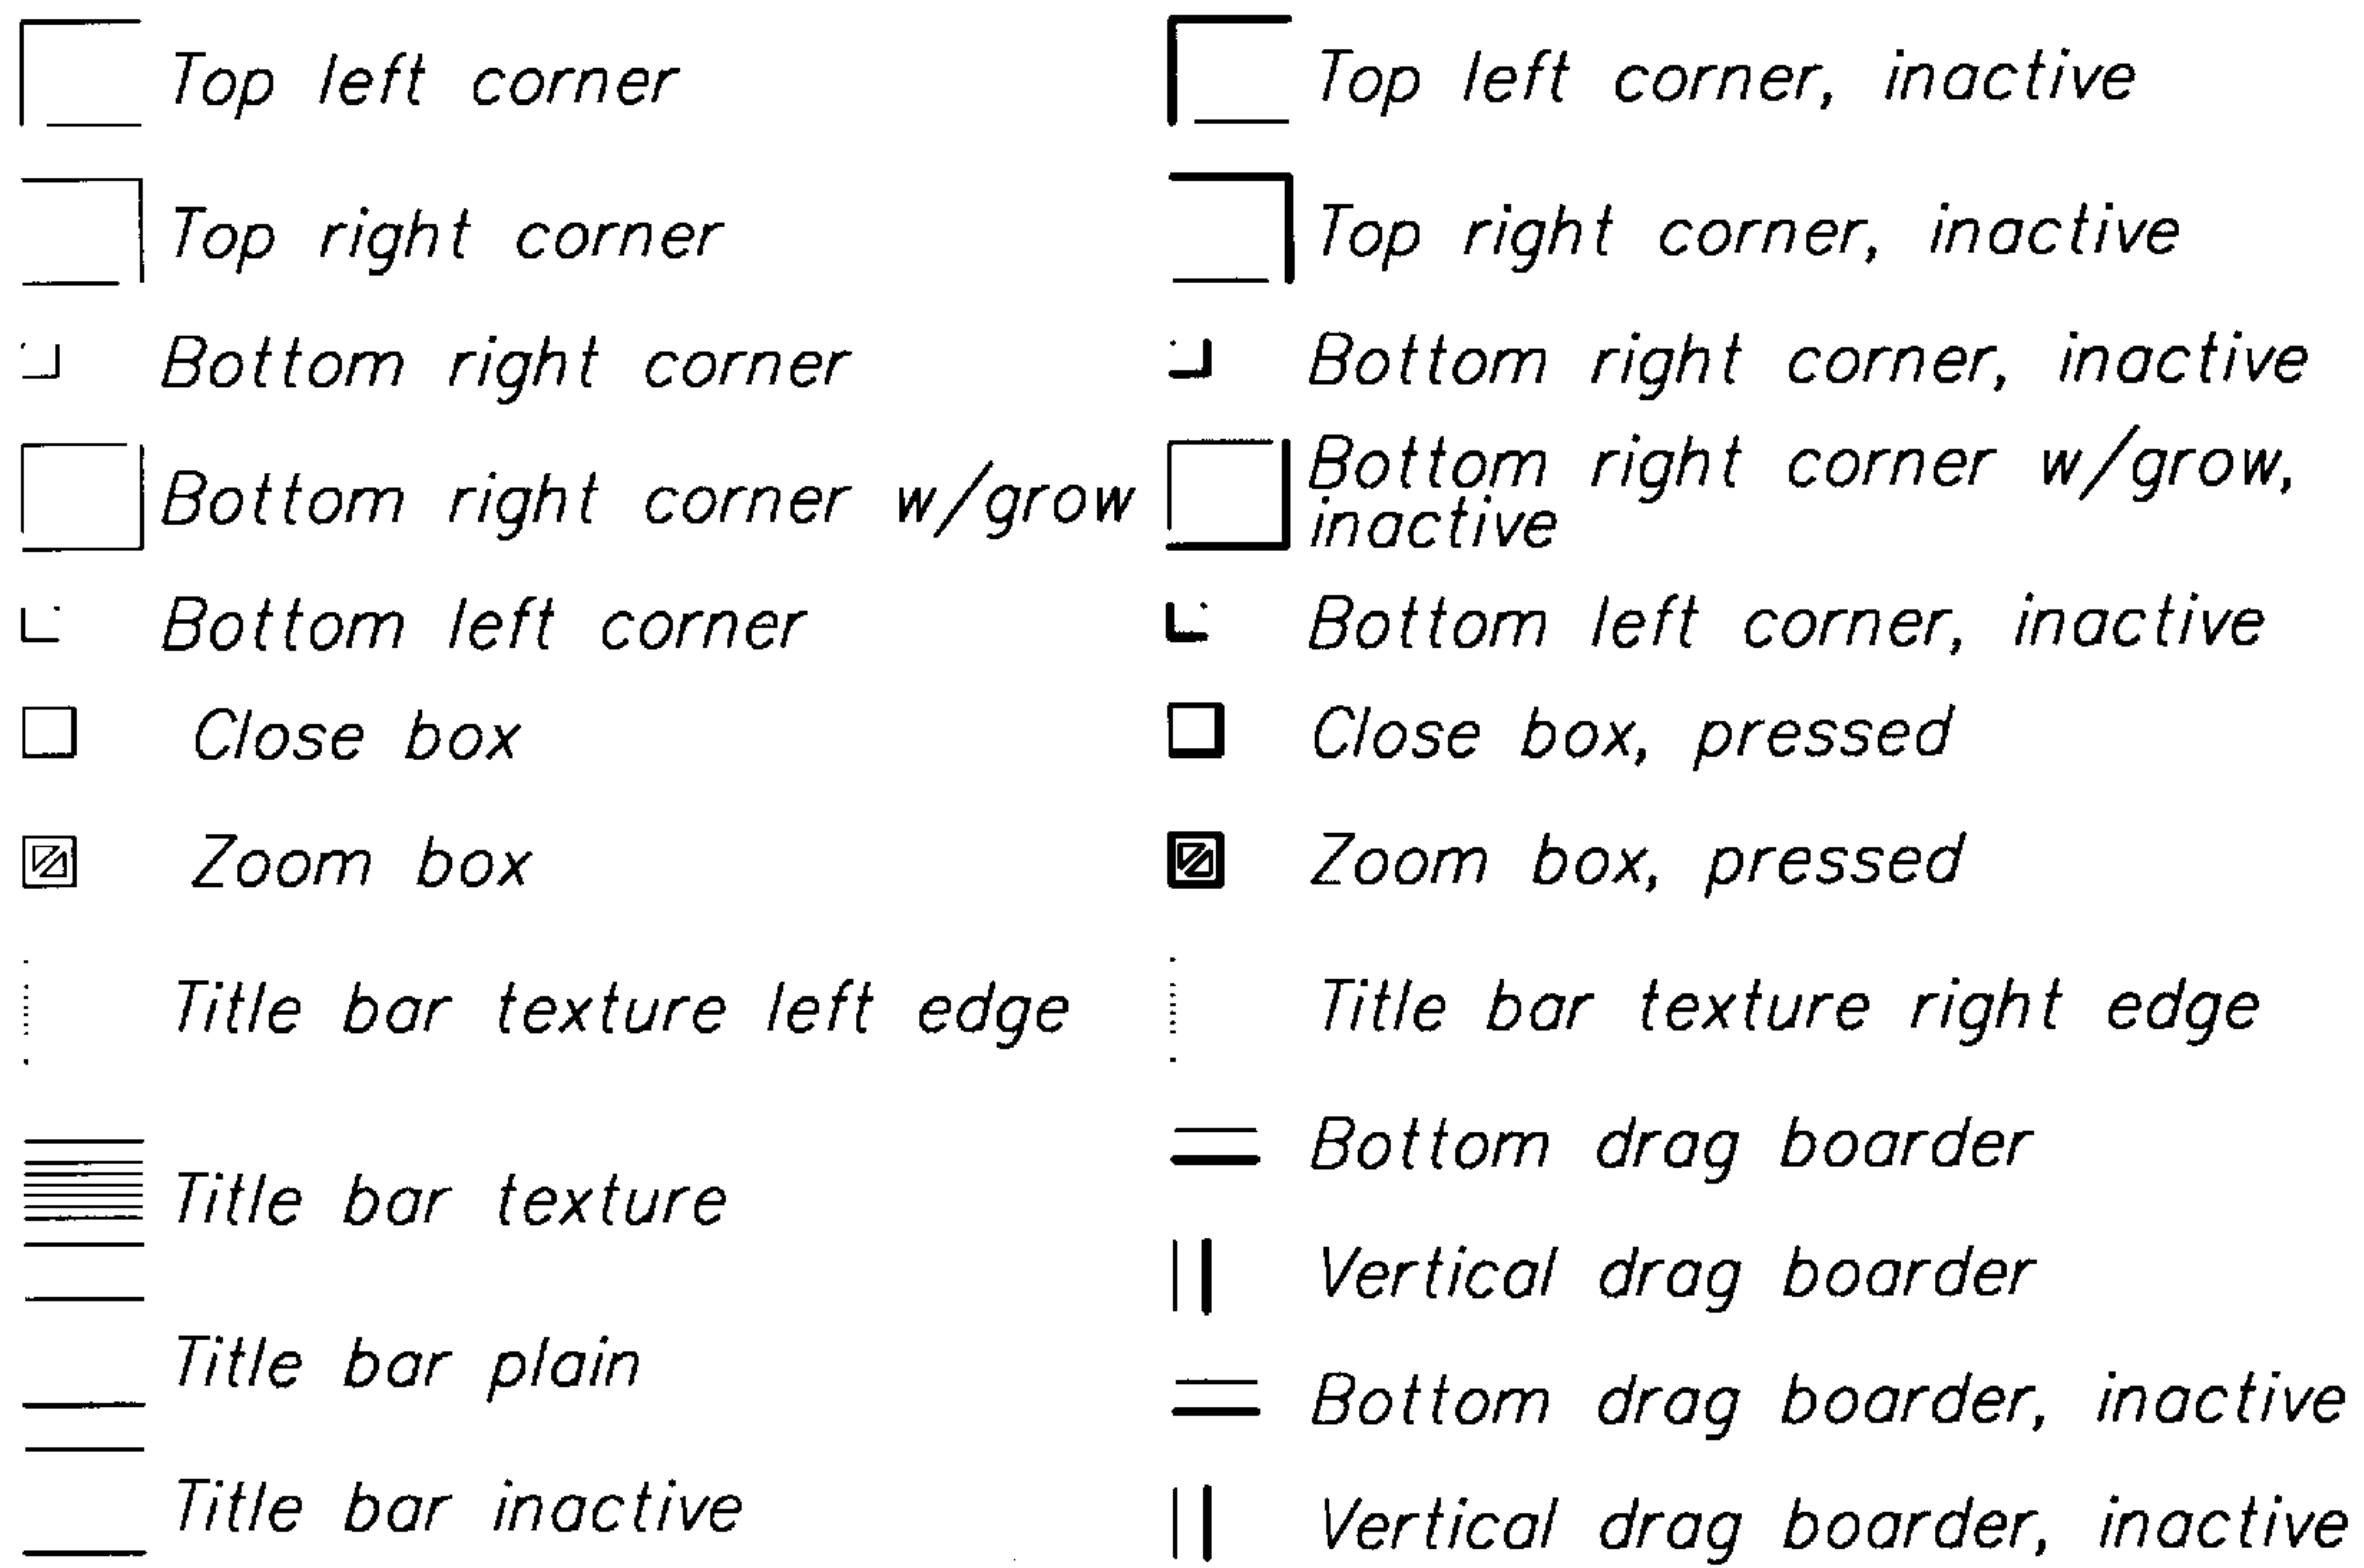 Top left corner
Top right corner
Bottom right corner
Bottom right corner w/grow
Bottom left corner
Close box
Zoom box
Title bar texture left edge
Title bar texture
Title bar plain
Title bar inactive
Top left corner, inactive
Top right corner, inactive
Bottom right corner, inactive
Bottom right corner w/grow,
inactive
Bottom left corner, inactive
Close box, pressed
Zoom box, pressed
Title bar texture right edge
Bottom drag boarder
Vertical drag boarder
Bottom drag boarder, inactive
Vertical drag boarder, inactive